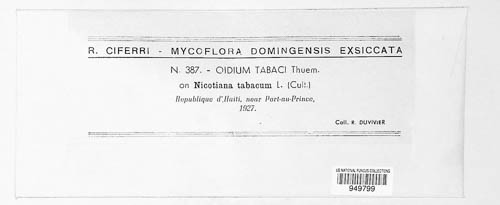 R. CIFERRI - MYCOFLORA DOMINGENSIS EXSICCATA
N. 387. - OIDIUM TABACI Thuem.
on Nicotiana tabacum L. (Cult.)
Republique d'Haiti, near Port-au-Prince,
1927.
Coll. R. DUVIVIER
US NATIONAL FUNGUS COLLECTIONS
949799